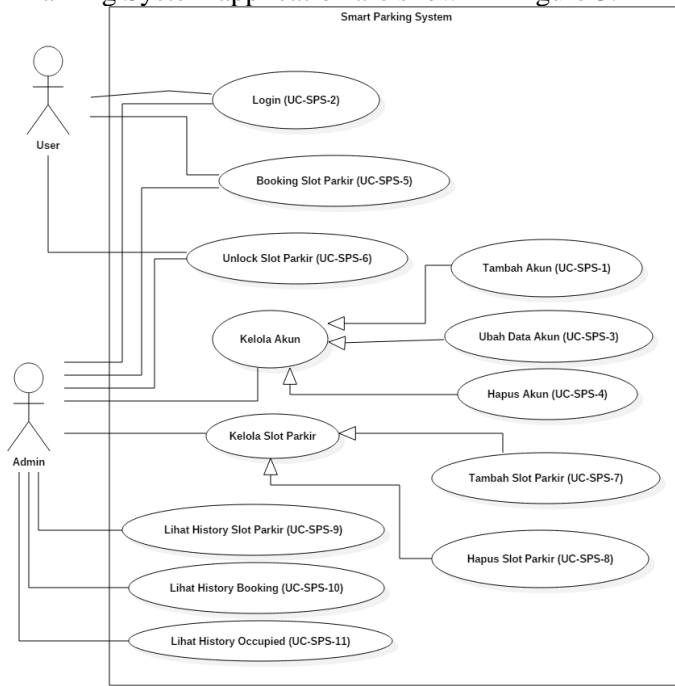 Smart Parking System
User
Login (UC-SPS-2)
Booking Slot Parkir (UC-SPS-5)
Unlock Slot Parkir (UC-SPS-6)
Tambah Akun (UC-SPS-1)
Kelola Akun
Ubah Data Akun (UC-SPS-3)
Hapus Akun (UC-SPS-4)
Admin
Kelola Slot Parkir
Tambah Slot Parkir (UC-SPS-7)
Lihat History Slot Parkir (UC-SPS-9)
Hapus Slot Parkir (UC-SPS-8)
Lihat History Booking (UC-SPS-10)
Lihat History Occupied (UC-SPS-11)